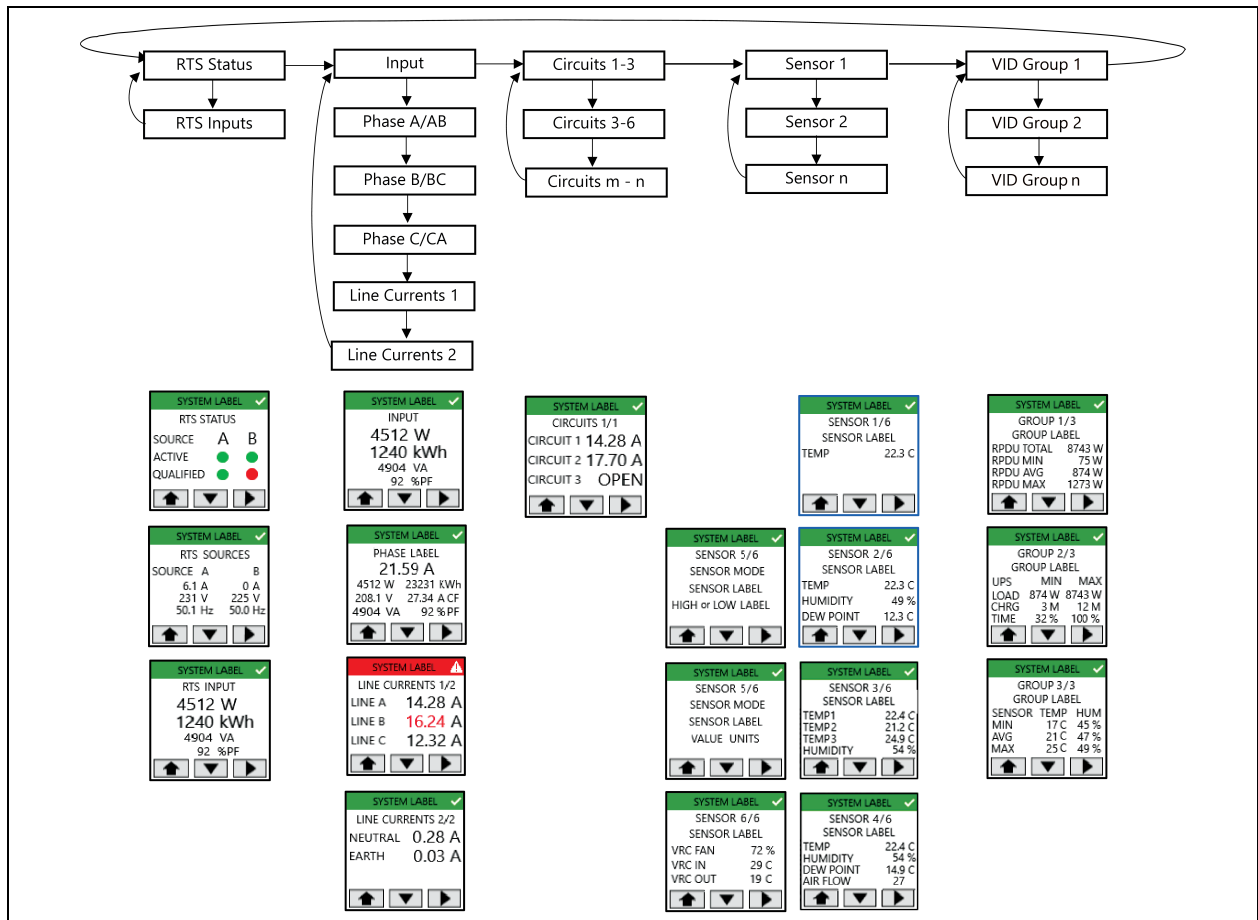 RTS Status
Input
Circuits 1-3
Sensor 1
VID Group 1
RTS Inputs
Phase A/AB
Circuits 3-6
Sensor 2
VID Group 2
Phase B/BC
Circuits m - n
Sensor n
VID Group n
Phase C/CA
Line Currents 1
Line Currents 2
SYSTEM LABEL
RTS STATUS
SOURCE A B
ACTIVE
QUALIFIED
SYSTEM LABEL
RTS SOURCES
SOURCE A B
6.1 A 0 A
231 V 225 V
50.1 Hz 50.0 Hz
SYSTEM LABEL
RTS INPUT
4512 W
1240 kWh
4904 VA
92 %PF
SYSTEM LABEL
INPUT
4512 W
1240 kWh
4904 VA
92 %PF
SYSTEM LABEL
PHASE LABEL
21.59 A
4512 W 23231 kWh
208.1 V 27.34 A CF
4904 VA 92 %PF
SYSTEM LABEL
LINE CURRENTS 1/2
LINE A 14.28 A
LINE B 16.24 A
LINE C 12.32 A
SYSTEM LABEL
LINE CURRENTS 2/2
NEUTRAL 0.28 A
EARTH 0.03 A
SYSTEM LABEL
CIRCUITS 1/1
CIRCUIT 1 14.28 A
CIRCUIT 2 17.70 A
CIRCUIT 3 OPEN
SYSTEM LABEL
SENSOR 5/6
SENSOR MODE
SENSOR LABEL
HIGH or LOW LABEL
SYSTEM LABEL
SENSOR 5/6
SENSOR MODE
SENSOR LABEL
VALUE UNITS
SYSTEM LABEL
SENSOR 6/6
SENSOR LABEL
VRC FAN 72 %
VRC IN 29 C
VRC OUT 19 C
SYSTEM LABEL
SENSOR 1/6
SENSOR LABEL
TEMP 22.3 C
SYSTEM LABEL
SENSOR 2/6
SENSOR LABEL
TEMP 22.3 C
HUMIDITY 49 %
DEW POINT 12.3 C
SYSTEM LABEL
SENSOR 3/6
SENSOR LABEL
TEMP1 22.4 C
TEMP2 21.2 C
TEMP3 24.9 C
HUMIDITY 54 %
SYSTEM LABEL
SENSOR 4/6
SENSOR LABEL
TEMP 22.4 C
HUMIDITY 54 %
DEW POINT 14.9 C
AIR FLOW 27
SYSTEM LABEL
GROUP 1/3
GROUP LABEL
RPDU TOTAL 8743 W
RPDU MIN 75 W
RPDU AVG 874 W
RPDU MAX 1273 W
SYSTEM LABEL
GROUP 2/3
GROUP LABEL
UPS MIN MAX
LOAD 874 W 8743 W
CHRG 3 M 12 M
TIME 32 % 100 %
SYSTEM LABEL
GROUP 3/3
GROUP LABEL
SENSOR TEMP HUM
MIN 17 C 45 %
AVG 21 C 47 %
MAX 25 C 49 %